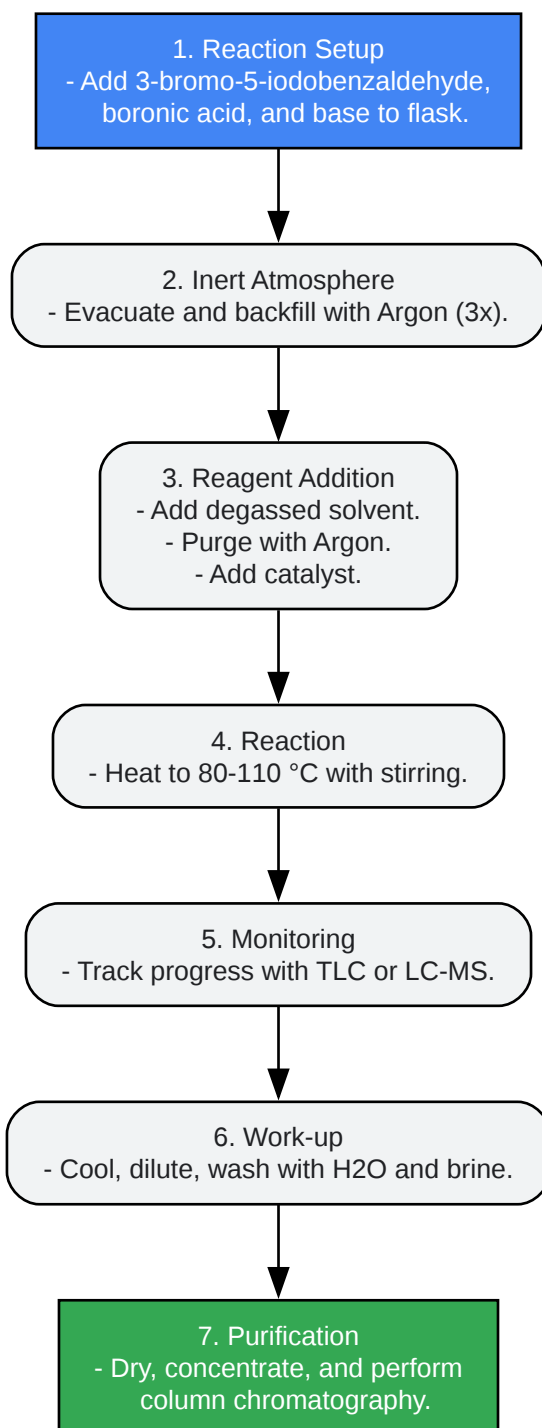 1. Reaction Setup
- Add 3-bromo-5-iodobenzaldehyde,
boronic acid, and base to flask.
2. Inert Atmosphere
- Evacuate and backfill with Argon (3x).
3. Reagent Addition
- Add degassed solvent.
- Purge with Argon.
- Add catalyst.
4. Reaction
- Heat to 80-110 °C with stirring.
5. Monitoring
- Track progress with TLC or LC-MS.
6. Work-up
- Cool, dilute, wash with H2O and brine.
7. Purification
- Dry, concentrate, and perform
column chromatography.